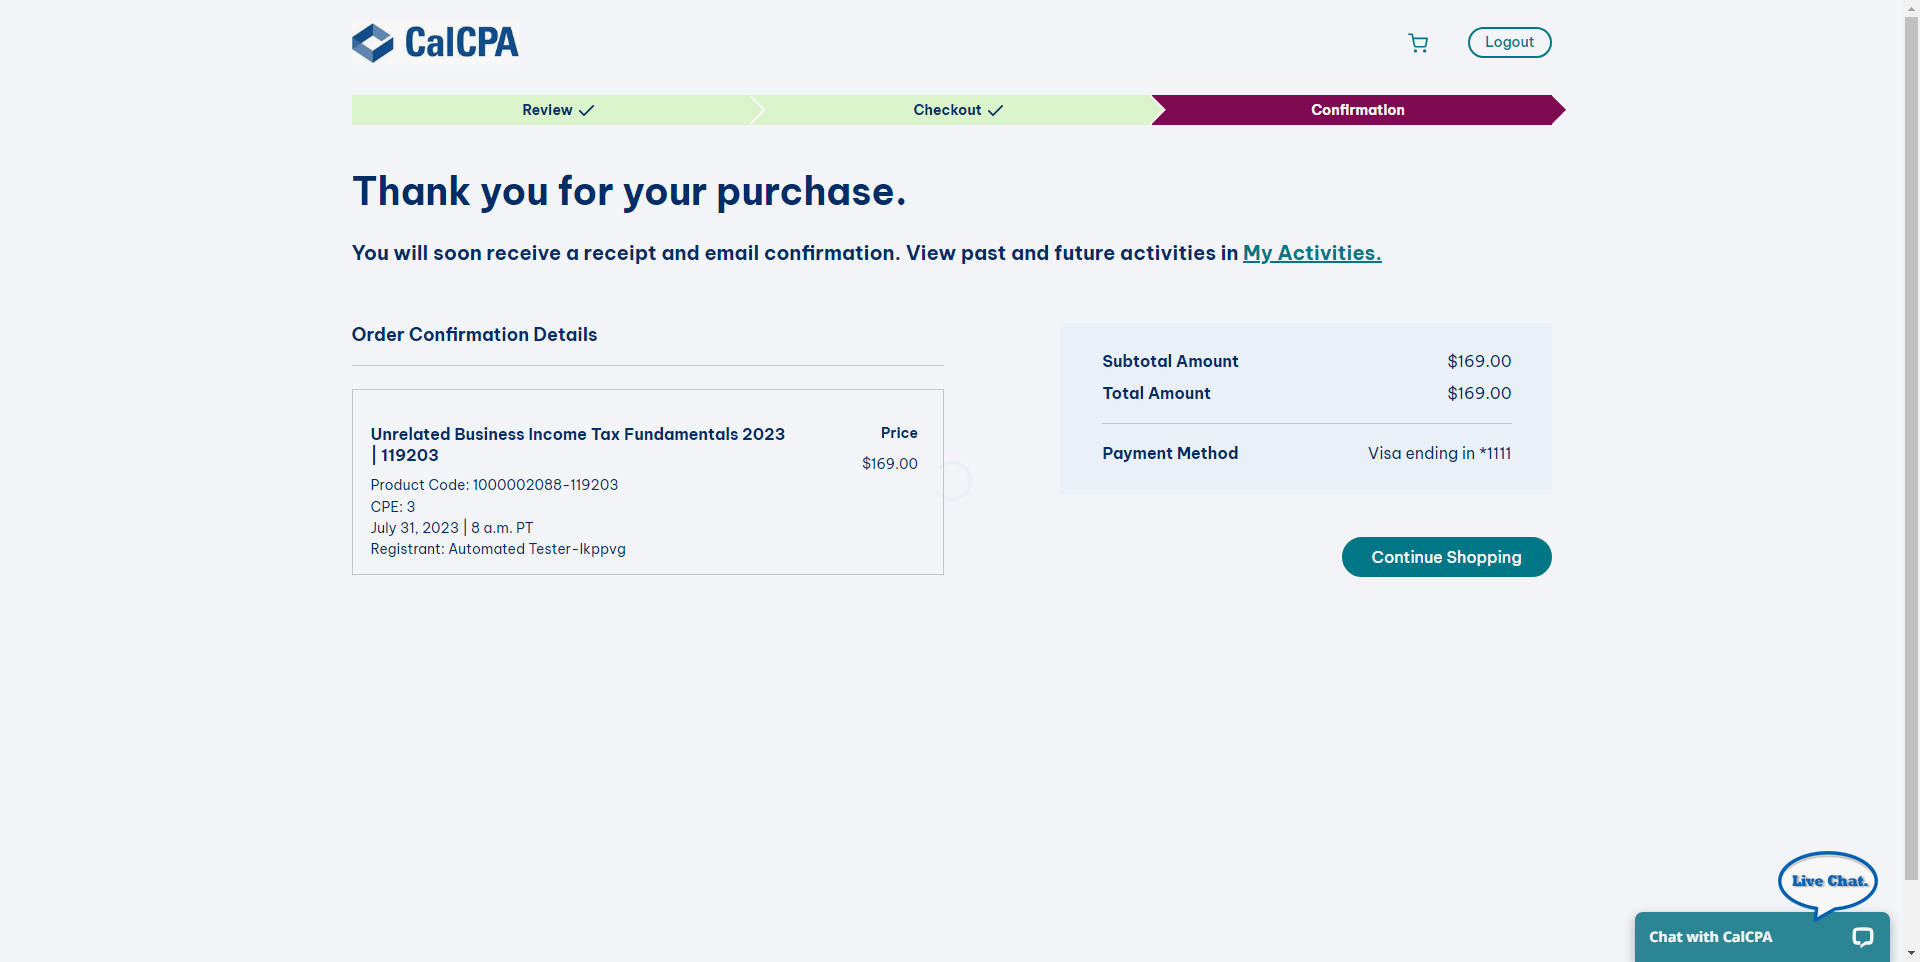 CalCPA
Logout
Review
Checkout
Confirmation
Thank you for your purchase.
You will soon receive a receipt and email confirmation. View past and future activities in My Activities.
Order Confirmation Details
Unrelated Business Income Tax Fundamentals 2023
| 119203
Product Code: 1000002088-119203
CPE: 3
July 31, 2023 | 8 a.m. PT
Registrant: Automated Tester-lkppvg
Price
$169.00
Subtotal Amount $169.00
Total Amount $169.00
Payment Method Visa ending in *1111
Continue Shopping
Live Chat.
Chat with CalCPA